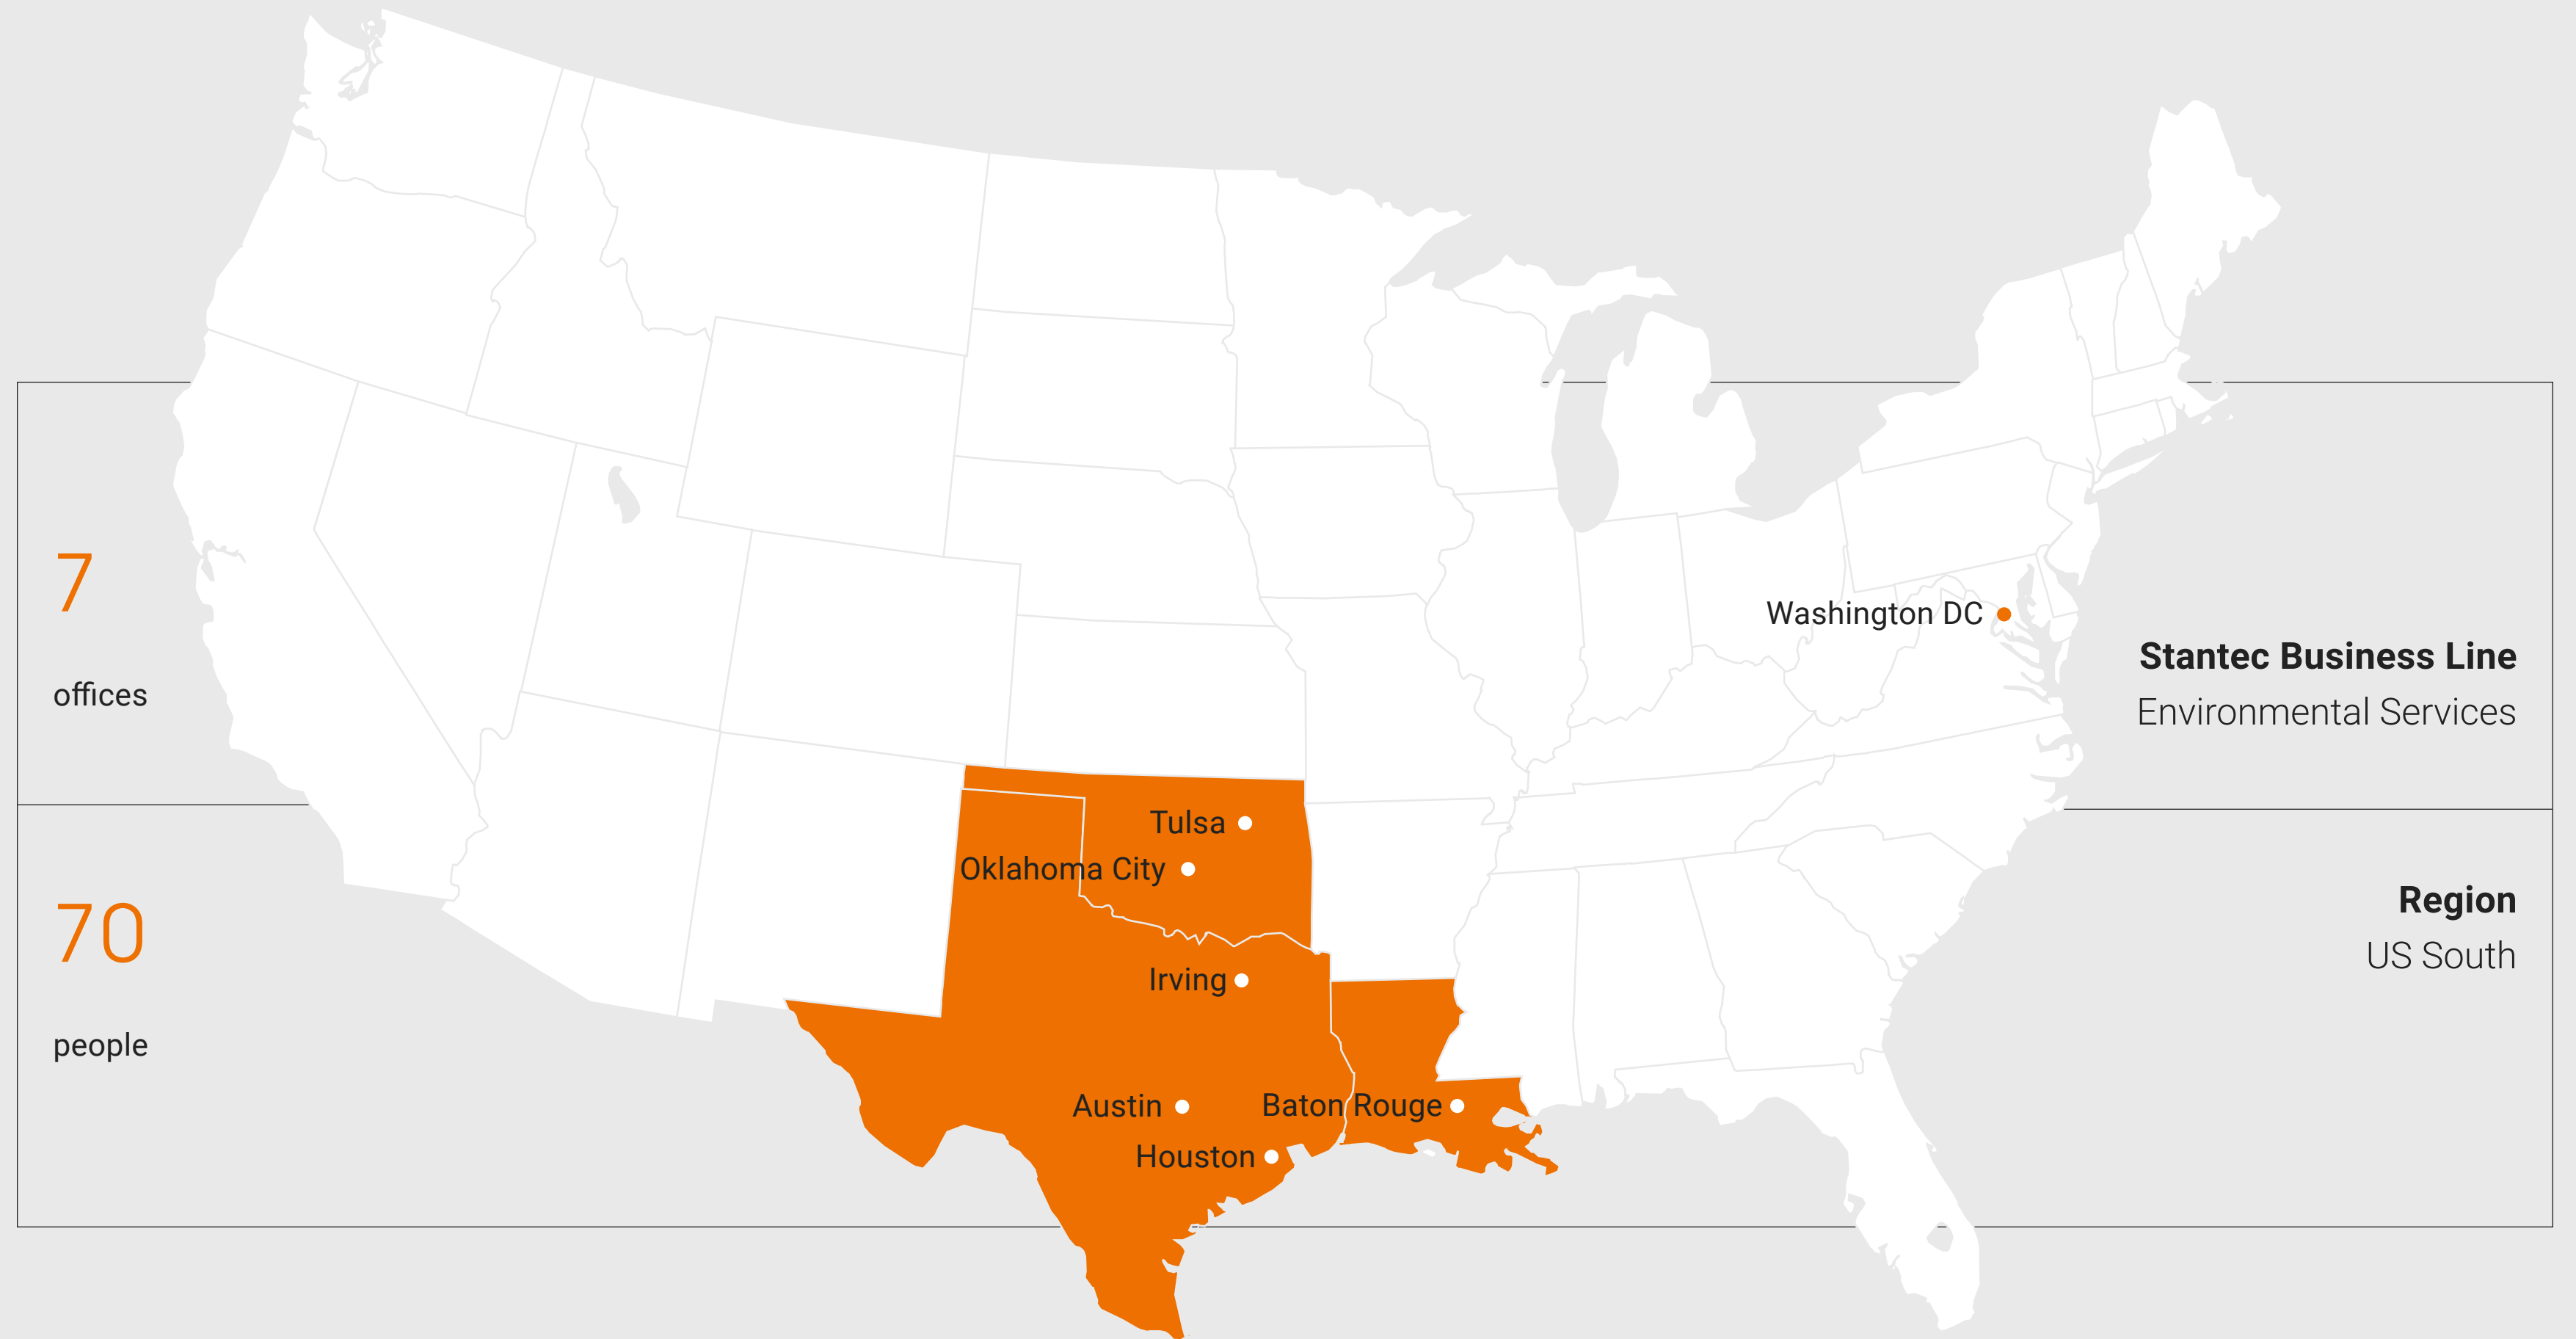 7
offices
70
people
Washington DC
Tulsa
Oklahoma City
Irving
Austin
Baton Rouge
Houston
Stantec Business Line
Environmental Services
Region
US South